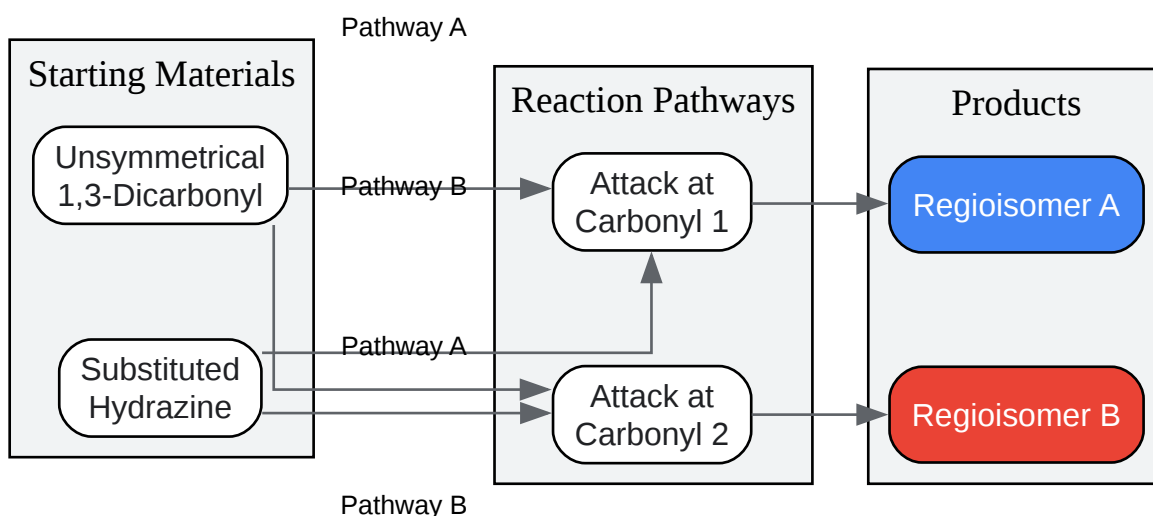 Pathway A
Starting Materials
Unsymmetrical
1,3-Dicarbonyl
Substituted
Hydrazine
Pathway B
Pathway A
Pathway B
Reaction Pathways
Attack at
Carbonyl 1
Attack at
Carbonyl 2
Products
Regioisomer A
Regioisomer B